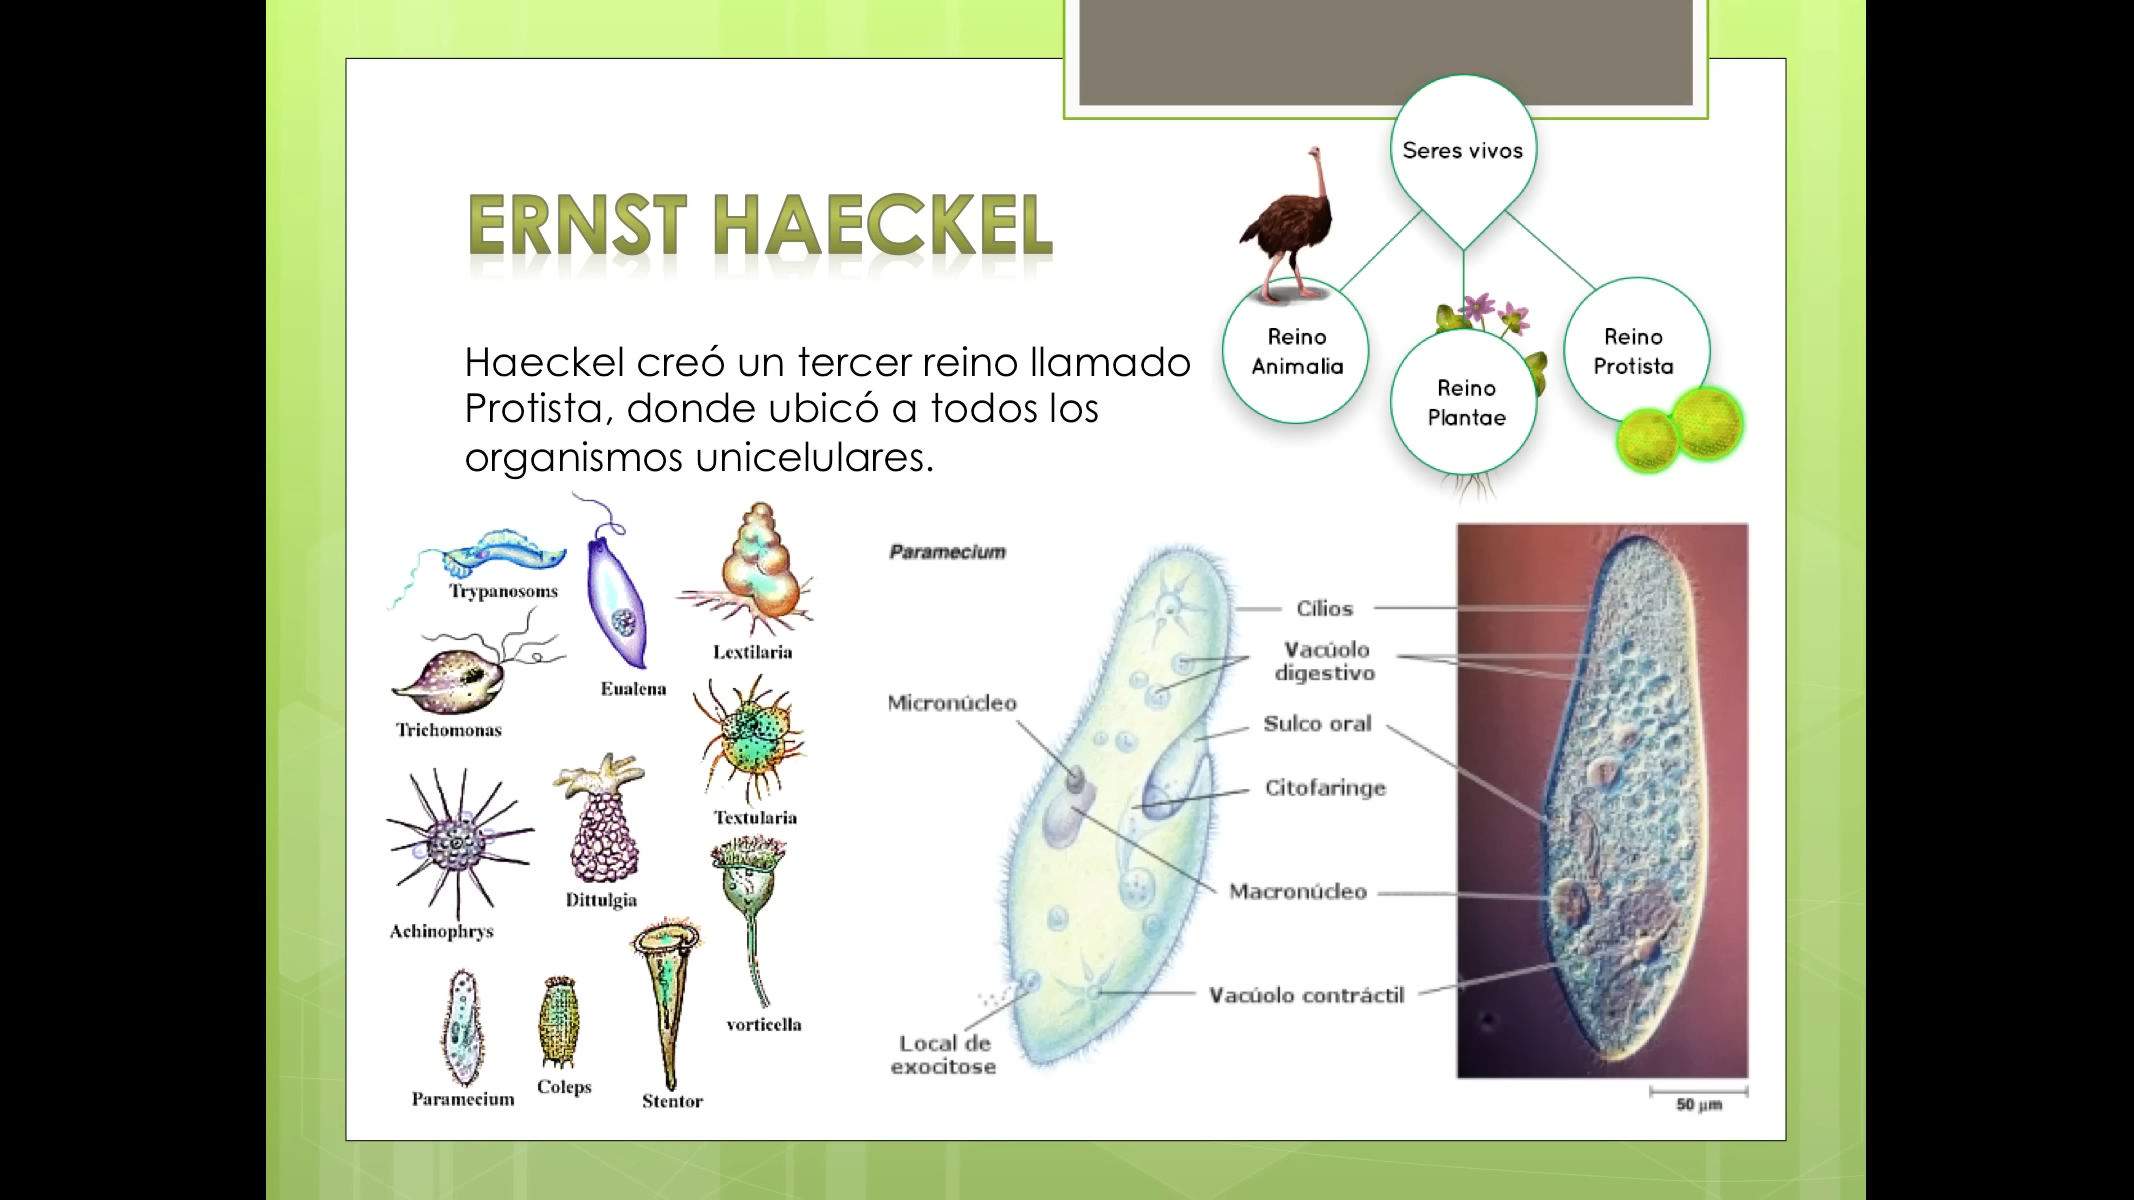 ERNST HAECKEL
Haeckel creó un tercer reino llamado
Protista, donde ubicó a todos los
organismos unicelulares.
Seres vivos
Reino
Animalia
Reino
Plantae
Reino
Protista
Trypanosoms
Eualena
Lextilaria
Trichomonas
Textularia
Achinophrys
Dittulgia
vorticella
Paramecium
Coleps
Stentor
Paramecium
Cílios
Vacúolo
digestivo
Micronúcleo
Sulco oral
Citofaringe
Macronúcleo
Vacúolo contráctil
Local de
exocitose
50 µm